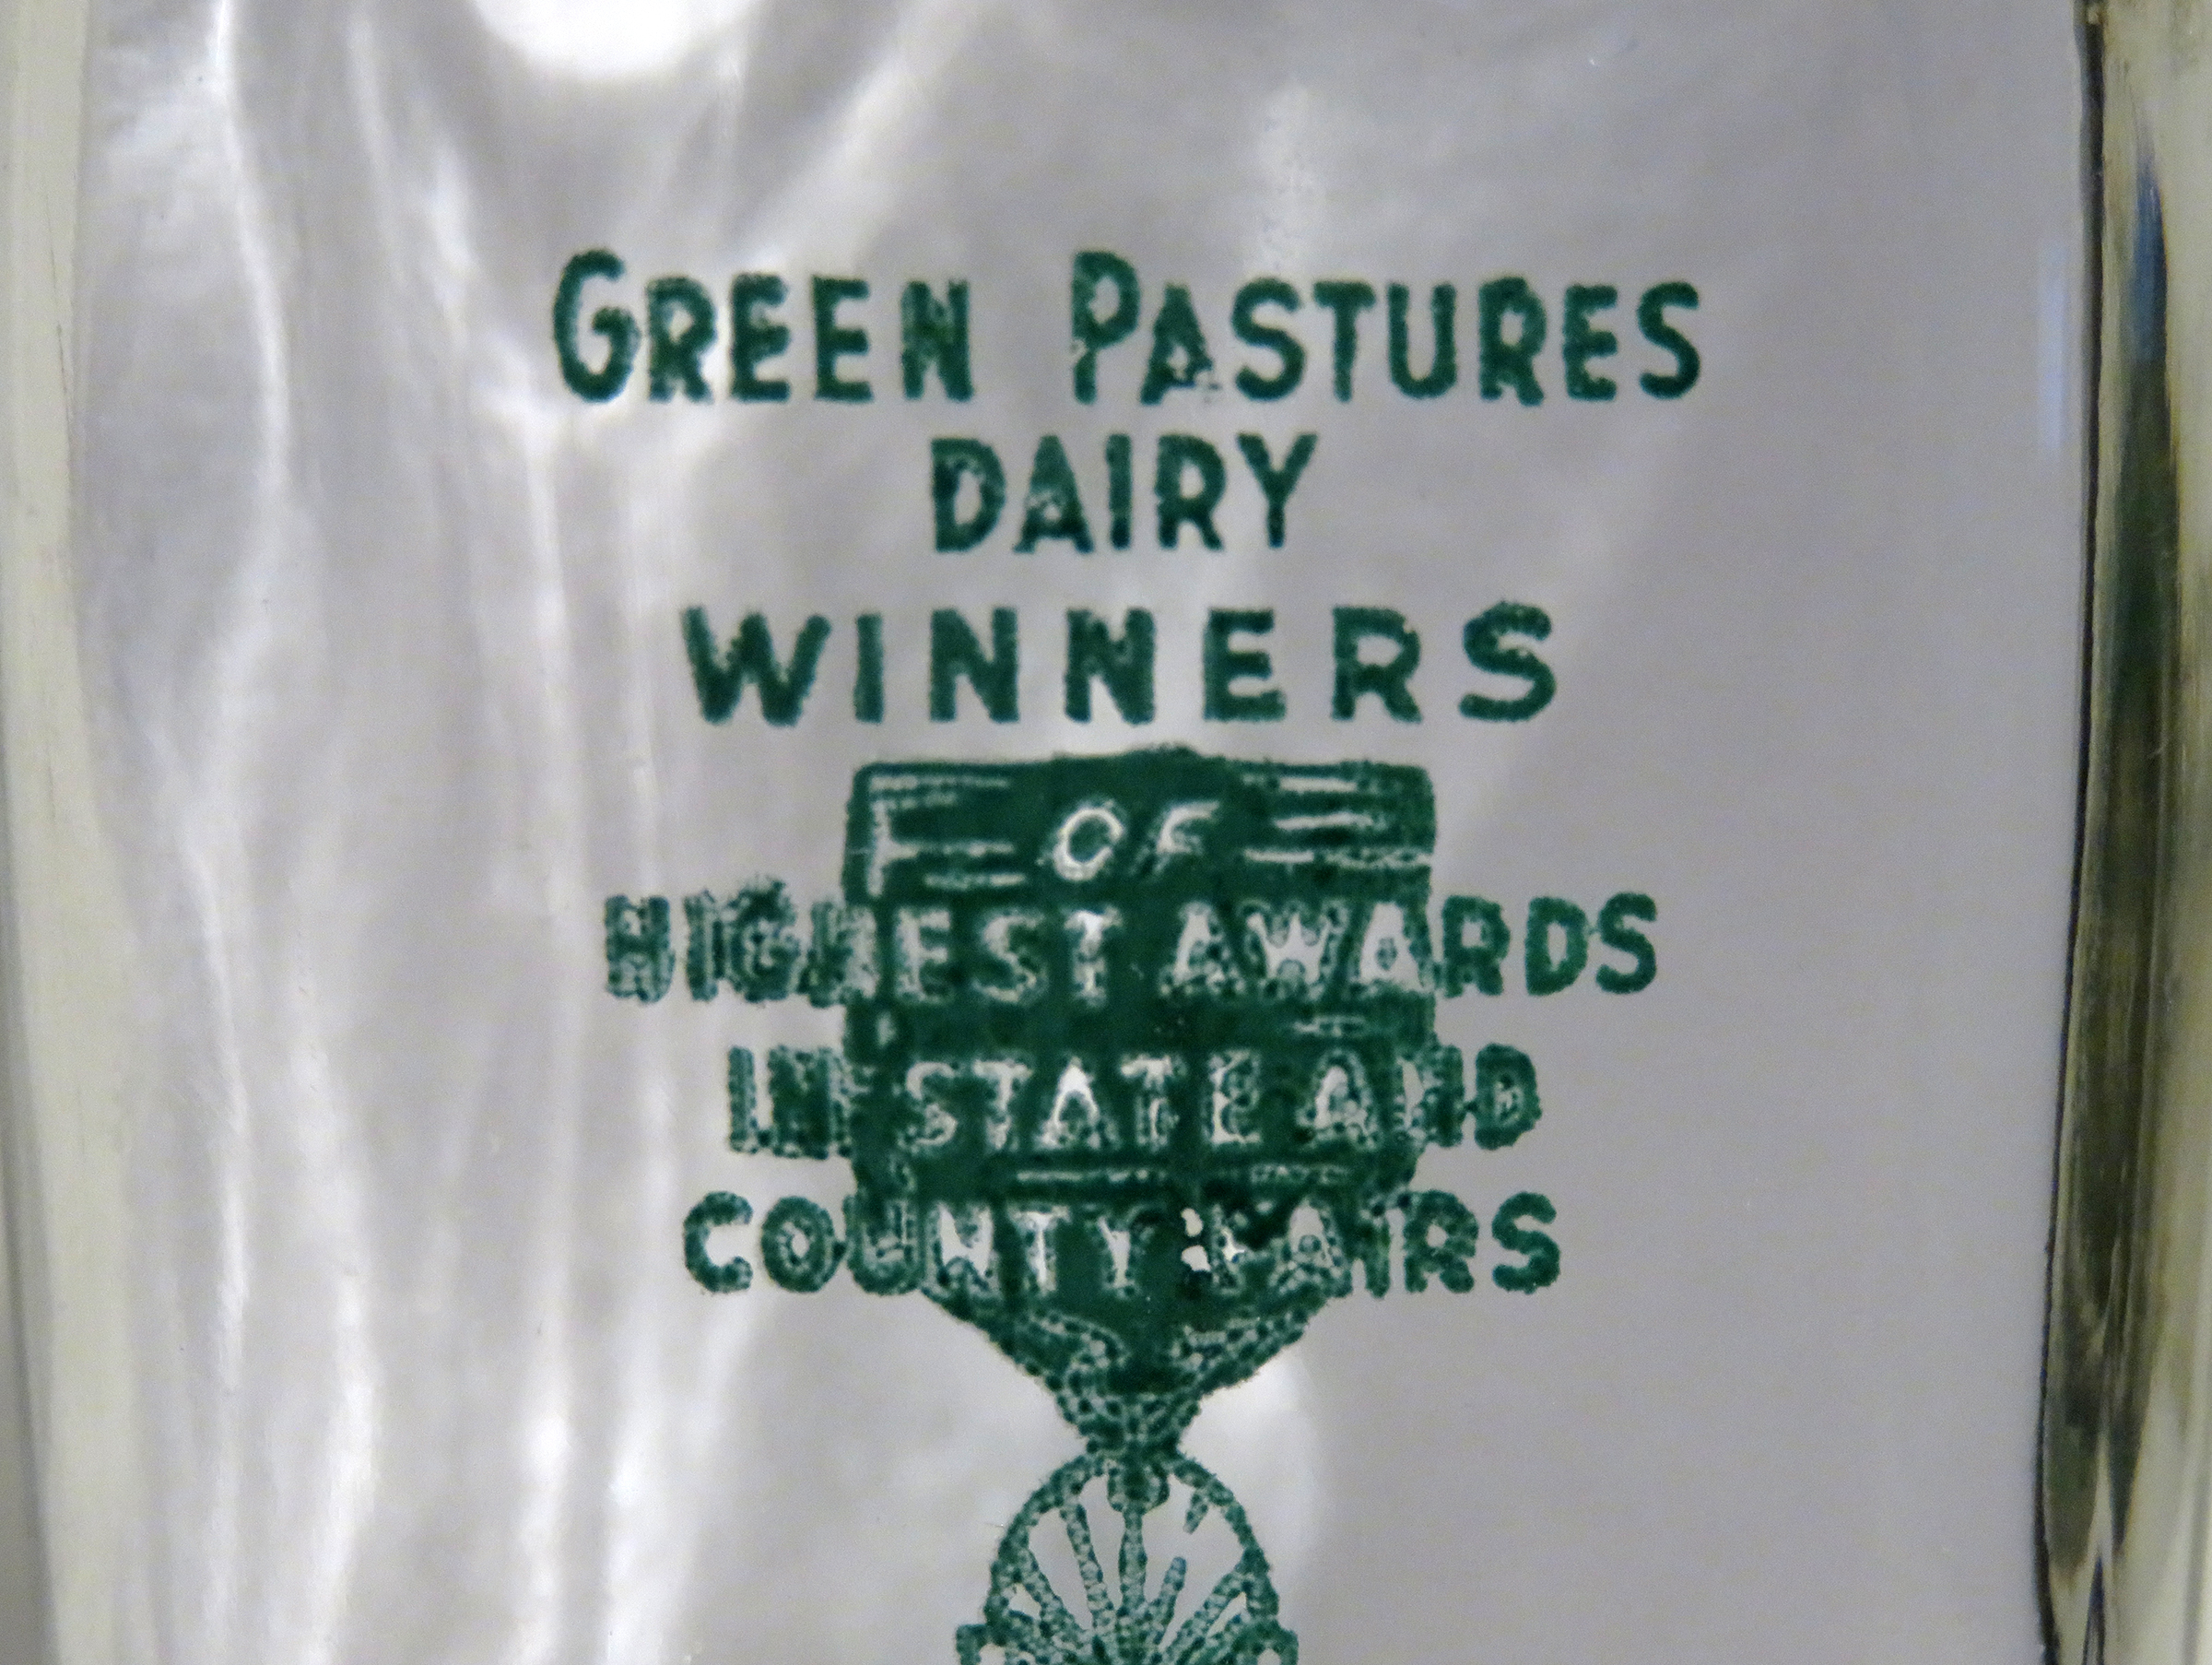 GREEN PASTURES
DAIRY
WINNERS
OF
HIGHEST AWARDS
IN STATE AND
COUNTY FAIRS